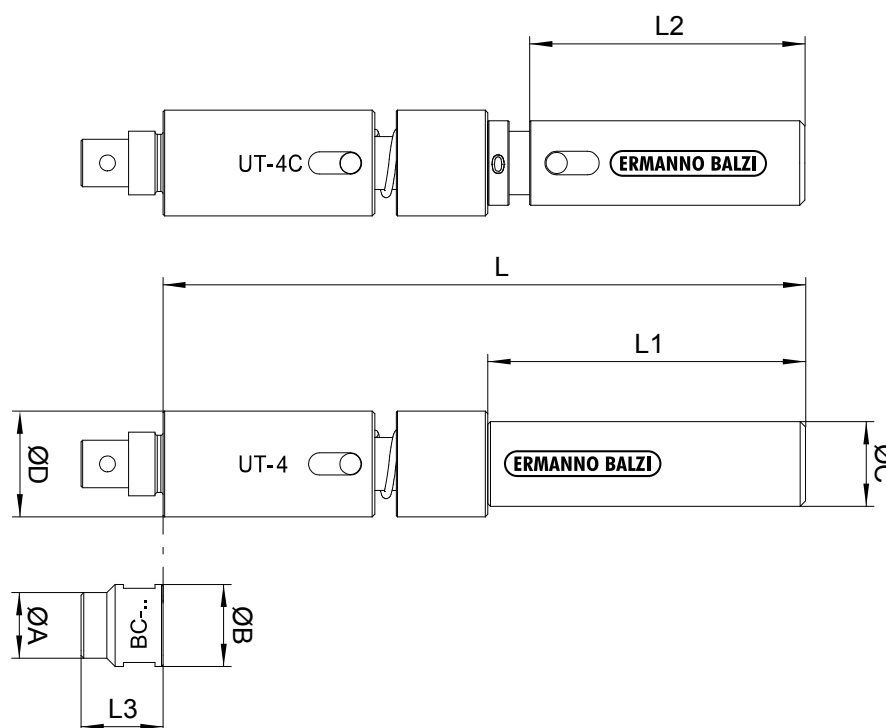 L2
UT-4C
ERMANNO BALZI
L
L1
ØD
UT-4
ERMANNO BALZI
ØC
ØA
BC-..
ØB
L3